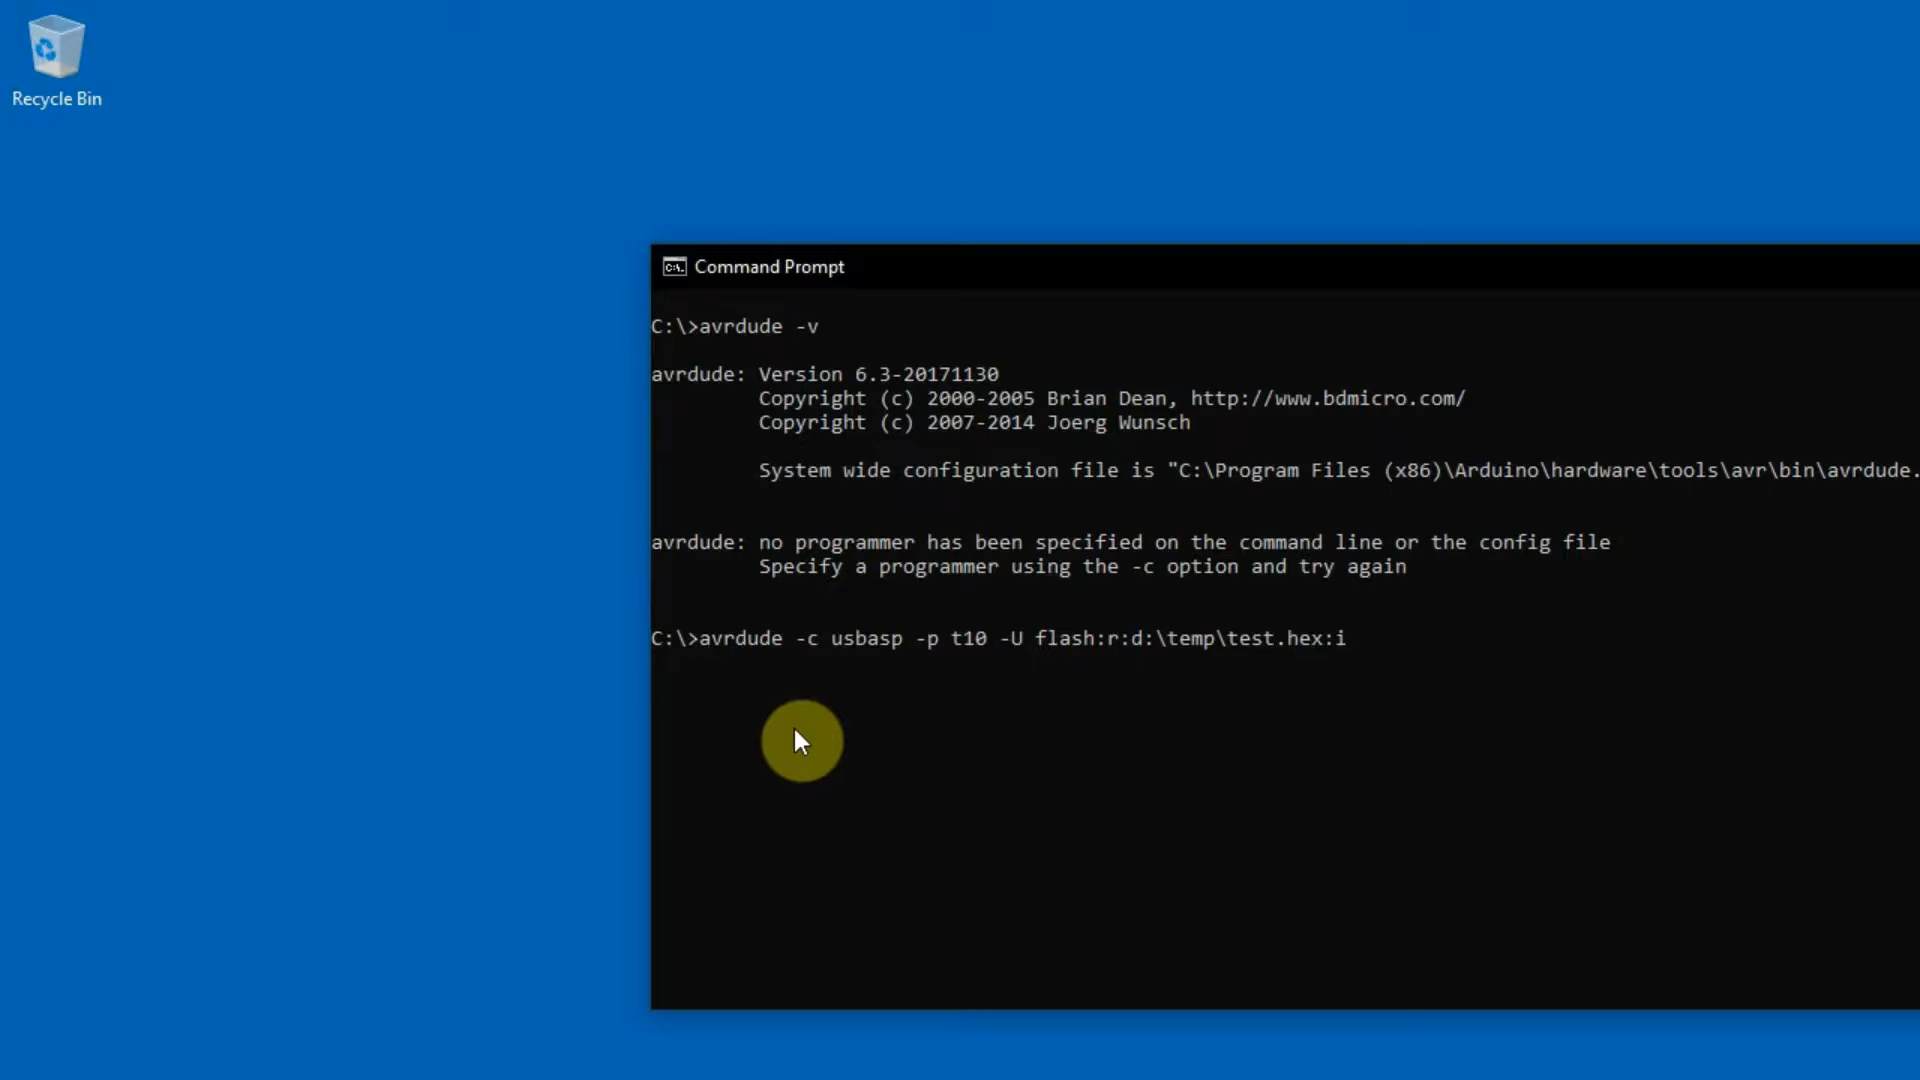 Recycle Bin
Command Prompt
C:\>avrdude -v
avrdude: Version 6.3-20171130
Copyright (c) 2000-2005 Brian Dean, http://www.bdmicro.com/
Copyright (c) 2007-2014 Joerg Wunsch
System wide configuration file is "C:\Program Files (x86)\Arduino\hardware\tools\avr\bin\avrdude.
avrdude: no programmer has been specified on the command line or the config file
Specify a programmer using the -c option and try again
C:\>avrdude -c usbasp -p t10 -U flash:r:d:\temp\test.hex:i